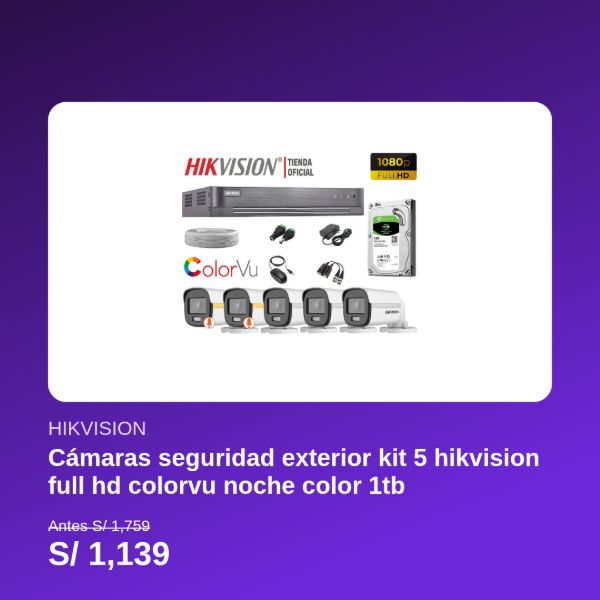 HIKVISION® TIENDA OFICIAL
1080p
FULL HD
ColorVu
HIKVISION
Cámaras seguridad exterior kit 5 hikvision
full hd colorvu noche color 1tb
Antes S/ 1,759
S/ 1,139